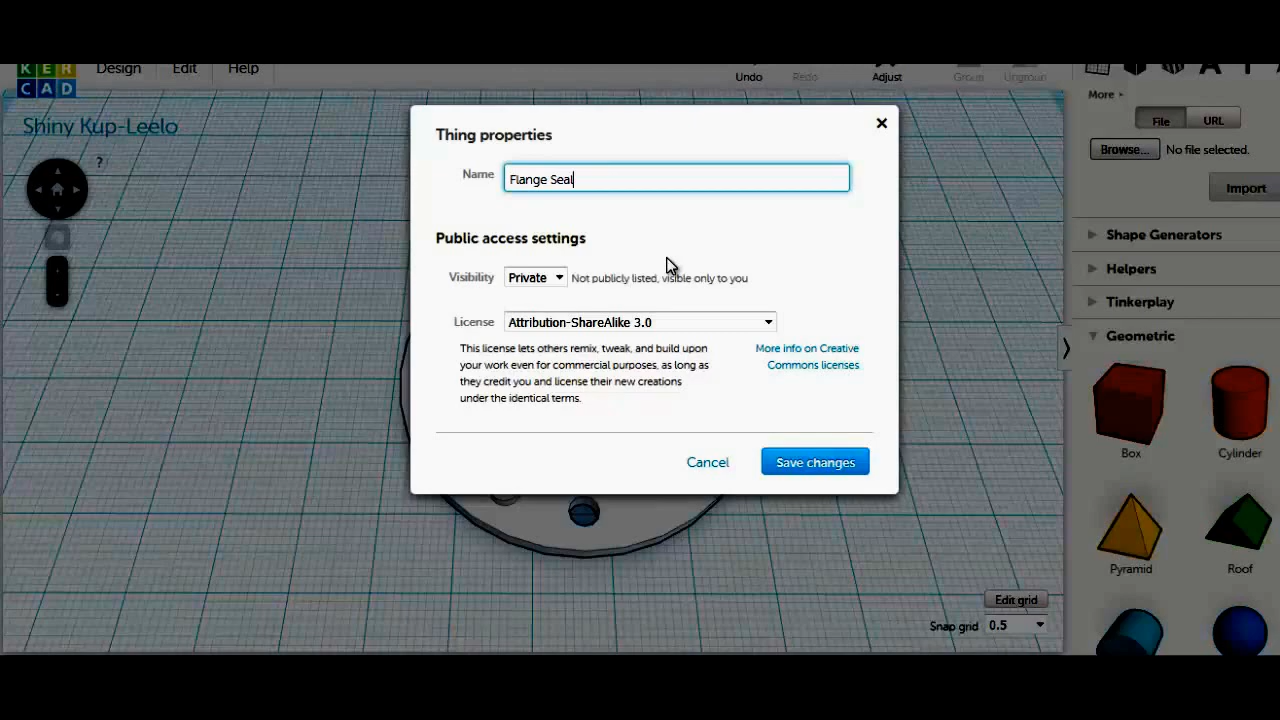 KER
CAD
Design
Edit
Help
Undo
Redo
Adjust
Group
Ungroup
More
File
URL
Browse...
No file selected.
Import
Shiny Kup-Leelo
?
Thing properties
Name
Flange Seal
Public access settings
Visibility
Private
Not publicly listed, visible only to you
License
Attribution-ShareAlike 3.0
This license lets others remix, tweak, and build upon
your work even for commercial purposes, as long as
they credit you and license their new creations
under the identical terms.
More info on Creative
Commons licenses
Cancel
Save changes
Shape Generators
Helpers
Tinkerplay
Geometric
Box
Cylinder
Pyramid
Roof
Edit grid
Snap grid
0.5